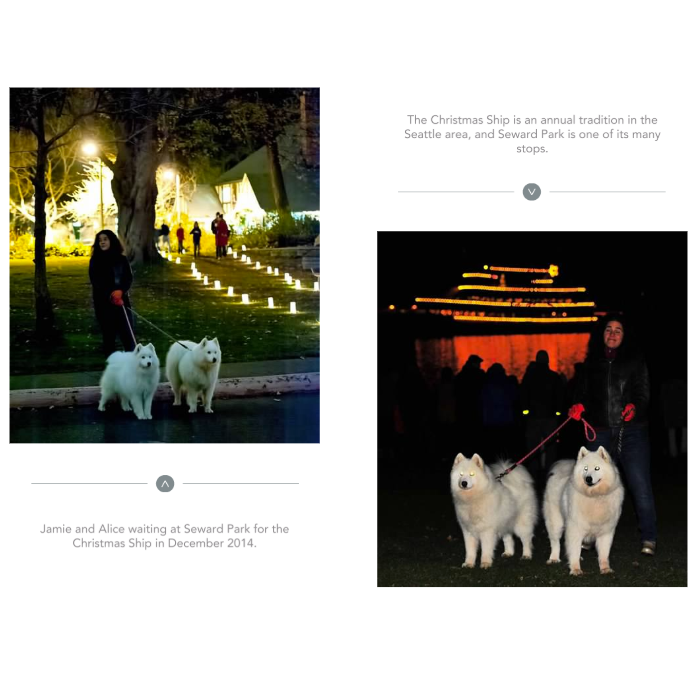 The Christmas Ship is an annual tradition in the
Seattle area, and Seward Park is one of its many
stops.
Jamie and Alice waiting at Seward Park for the
Christmas Ship in December 2014.